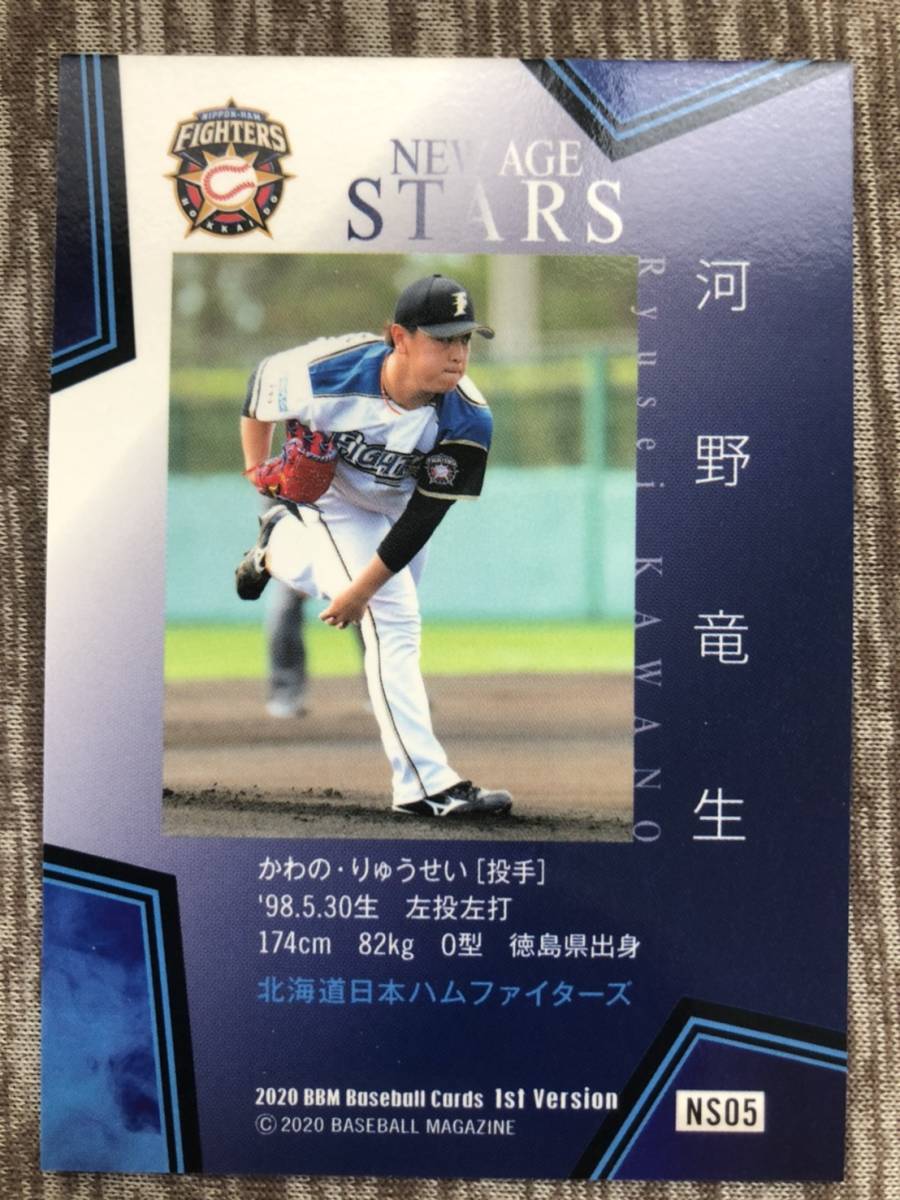 NIPPON-HAM
FIGHTERS
HOKKAIDO
NEW AGE
STARS
河野竜生
Ryusei KAWANO
FIGHTERS
かわの・りゅうせい［投手］
'98.5.30生　左投左打
174cm　82kg　O型　徳島県出身
北海道日本ハムファイターズ
2020 BBM Baseball Cards 1st Version
© 2020 BASEBALL MAGAZINE
NS05